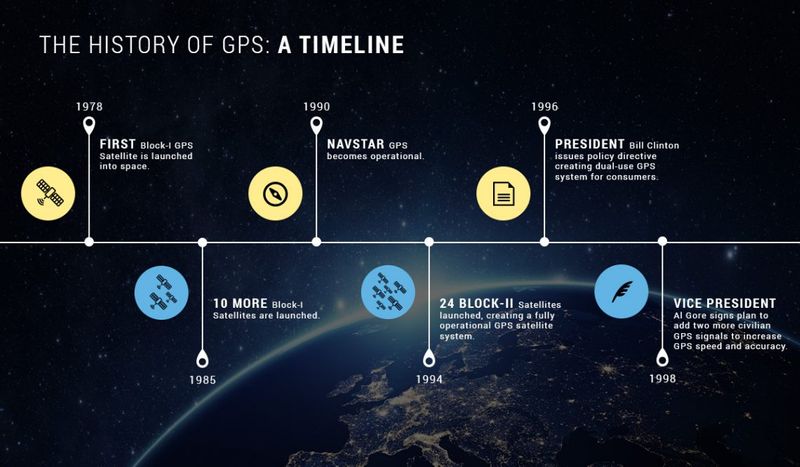 THE HISTORY OF GPS: A TIMELINE
1978
FIRST Block-I GPS
Satellite is launched
into space.
1990
NAVSTAR GPS
becomes operational.
1996
PRESIDENT Bill Clinton
issues policy directive
creating dual-use GPS
system for consumers.
10 MORE Block-I
Satellites are launched.
1985
24 BLOCK-II Satellites
launched, creating a fully
operational GPS satellite
system.
1994
VICE PRESIDENT
Al Gore signs plan to
add two more civilian
GPS signals to increase
GPS speed and accuracy.
1998